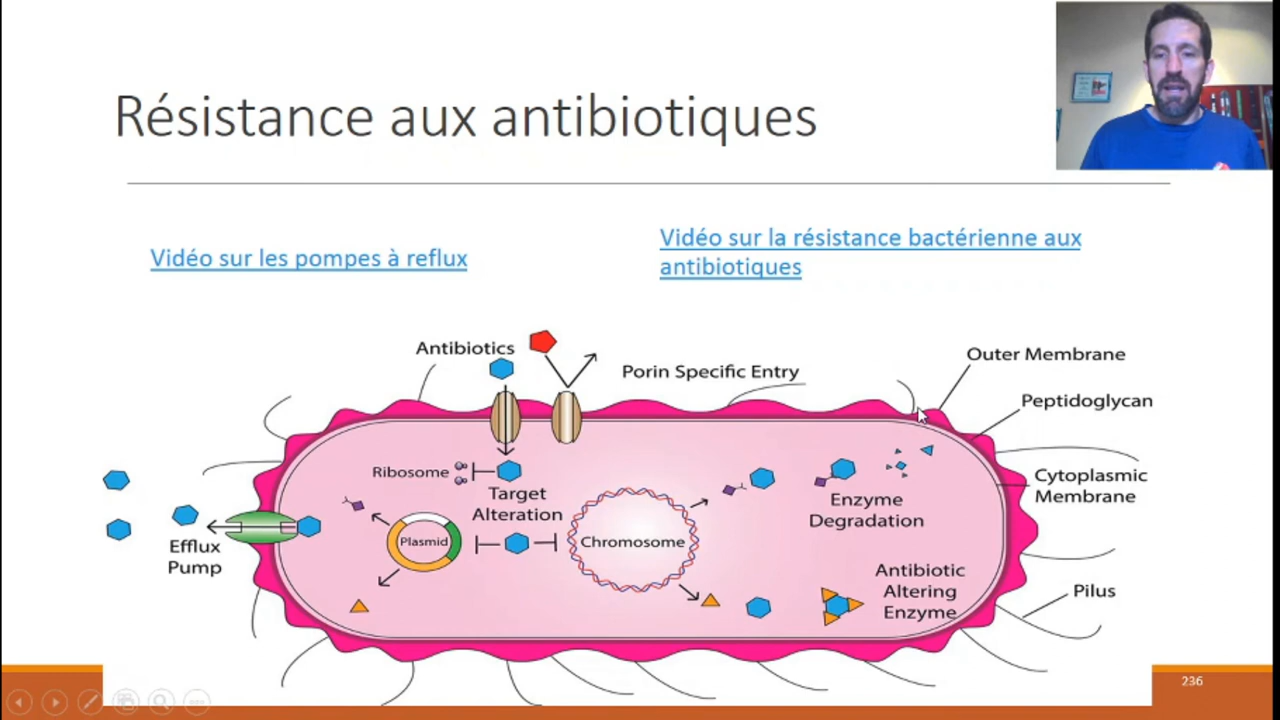 Résistance aux antibiotiques
Vidéo sur les pompes à reflux
Vidéo sur la résistance bactérienne aux
antibiotiques
Antibiotics
Porin Specific Entry
Outer Membrane
Peptidoglycan
Cytoplasmic
Membrane
Ribosome
Target
Alteration
Enzyme
Degradation
Plasmid
Chromosome
Efflux
Pump
Antibiotic
Altering
Enzyme
Pilus
236